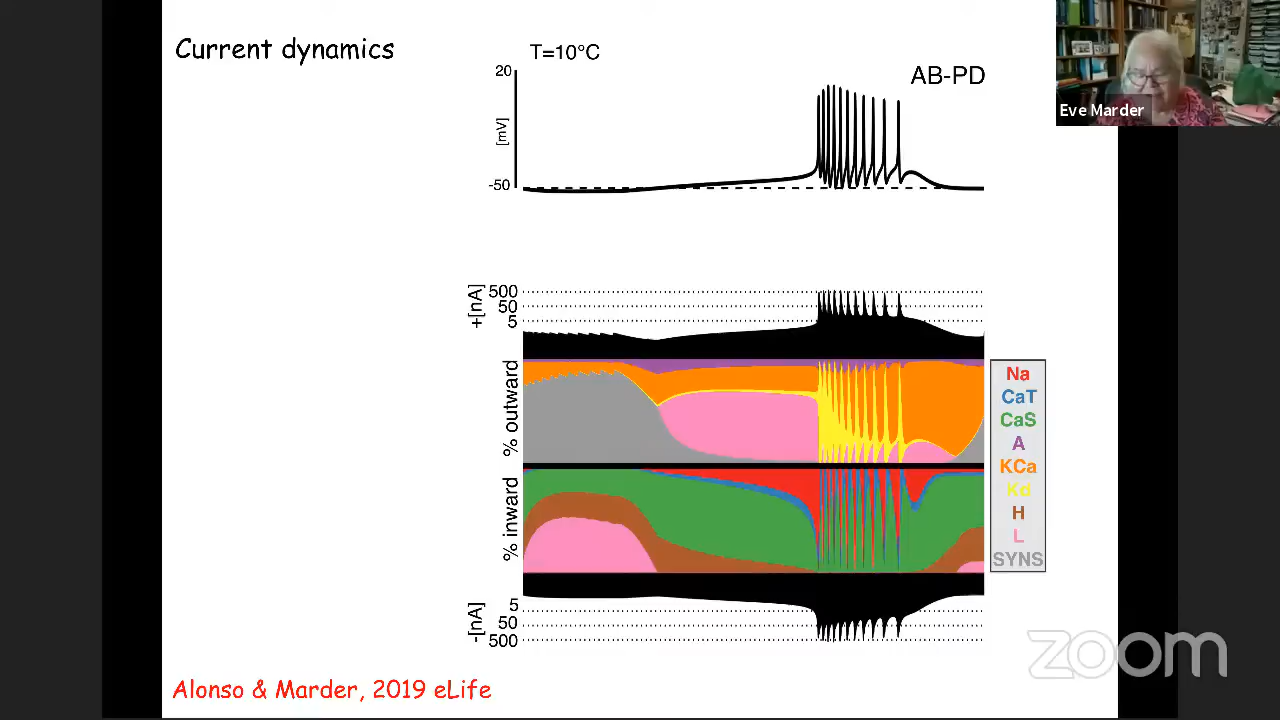 Current dynamics
T=10°C
AB-PD
20
[mV]
-50
Eve Marder
+[nA]
500
50
5
% outward
% inward
Na
CaT
CaS
A
KCa
Kd
H
L
SYNS
-[nA]
5
50
500
zoom
Alonso & Marder, 2019 eLife